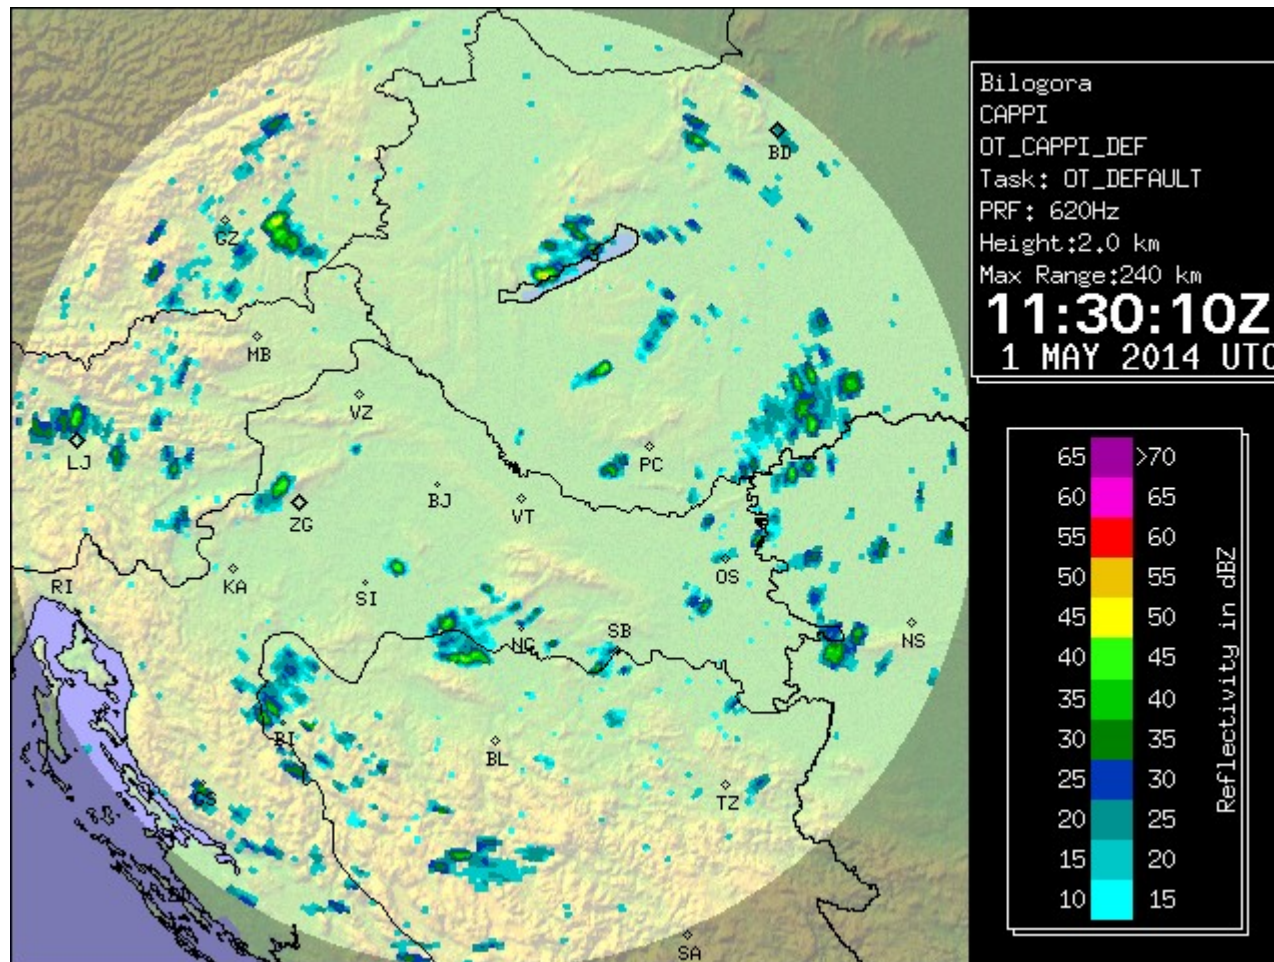 Bilogora
CAPPI
OT_CAPPI_DEF
Task: OT_DEFAULT
PRF: 620Hz
Height:2.0 km
Max Range:240 km
11:30:10Z
1 MAY 2014 UTC
65 >70
60 65
55 60
50 55
45 50
40 45
35 40
30 35
25 30
20 25
15 20
10 15
Reflectivity in dBZ
BD
GZ
MB
VZ
LJ
PC
BJ
VT
ZG
OS
RI
KA
SI
NS
SB
NG
BI
BL
GS
TZ
SA